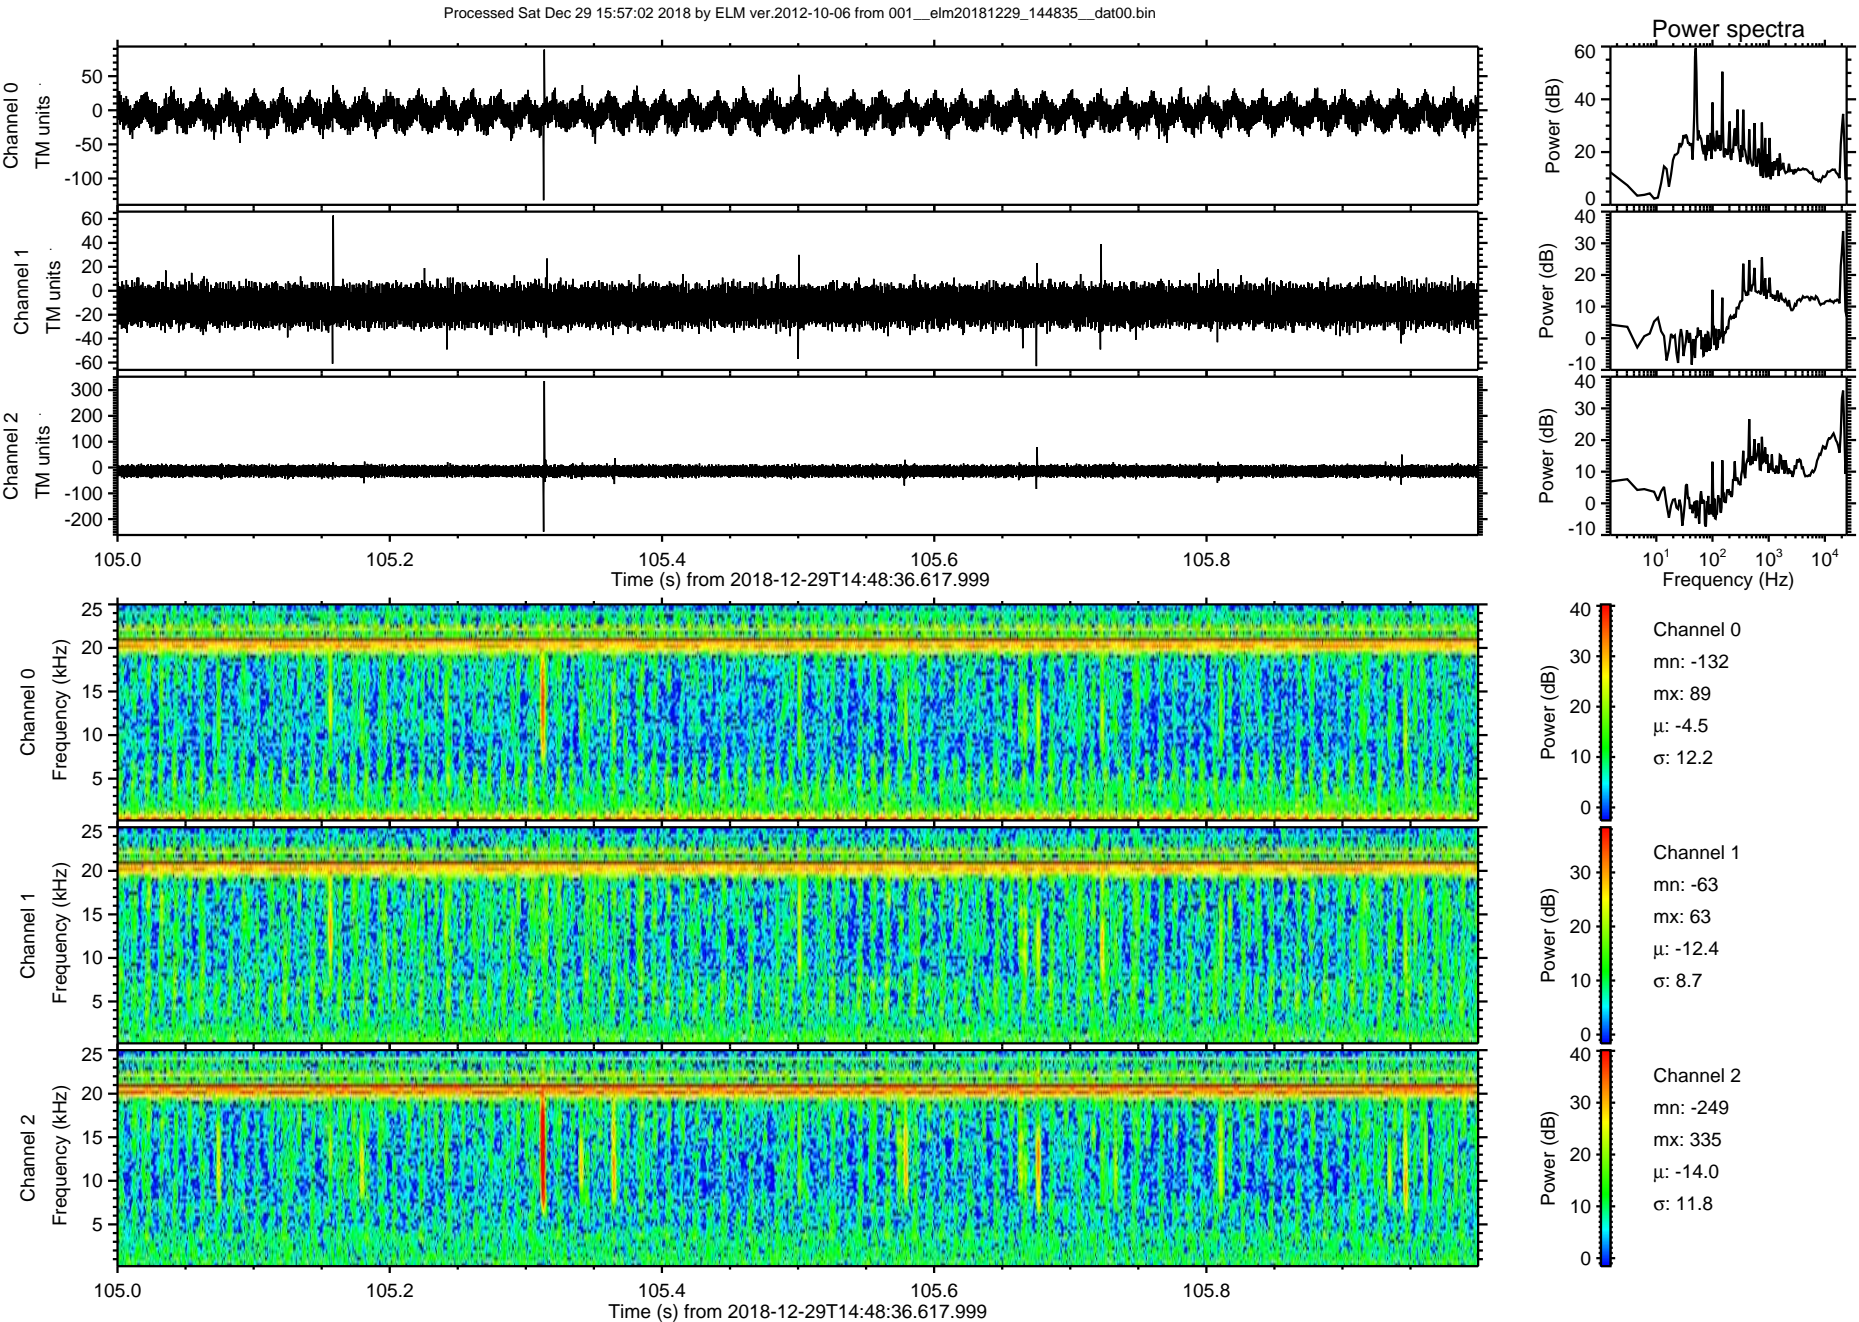 Processed Sat Dec 29 15:57:02 2018 by ELM ver.2012-10-06 from 001__elm20181229_144835__dat00.bin
Power spectra
Channel 0
TM units
50
0
-50
-100
Power (dB)
60
40
20
0
Channel 1
TM units
60
40
20
0
-20
-40
-60
Power (dB)
40
30
20
10
0
-10
Channel 2
TM units
300
200
100
0
-100
-200
Power (dB)
40
30
20
10
0
-10
105.0 105.2 105.4 105.6 105.8
Time (s) from 2018-12-29T14:48:36.617.999
10^1 10^2 10^3 10^4
Frequency (Hz)
Channel 0
Frequency (kHz)
25
20
15
10
5
Power (dB)
40
30
20
10
0
Channel 0
mn: -132
mx: 89
μ: -4.5
σ: 12.2
Channel 1
Frequency (kHz)
25
20
15
10
5
Power (dB)
30
20
10
0
Channel 1
mn: -63
mx: 63
μ: -12.4
σ: 8.7
Channel 2
Frequency (kHz)
25
20
15
10
5
Power (dB)
40
30
20
10
0
Channel 2
mn: -249
mx: 335
μ: -14.0
σ: 11.8
105.0 105.2 105.4 105.6 105.8
Time (s) from 2018-12-29T14:48:36.617.999